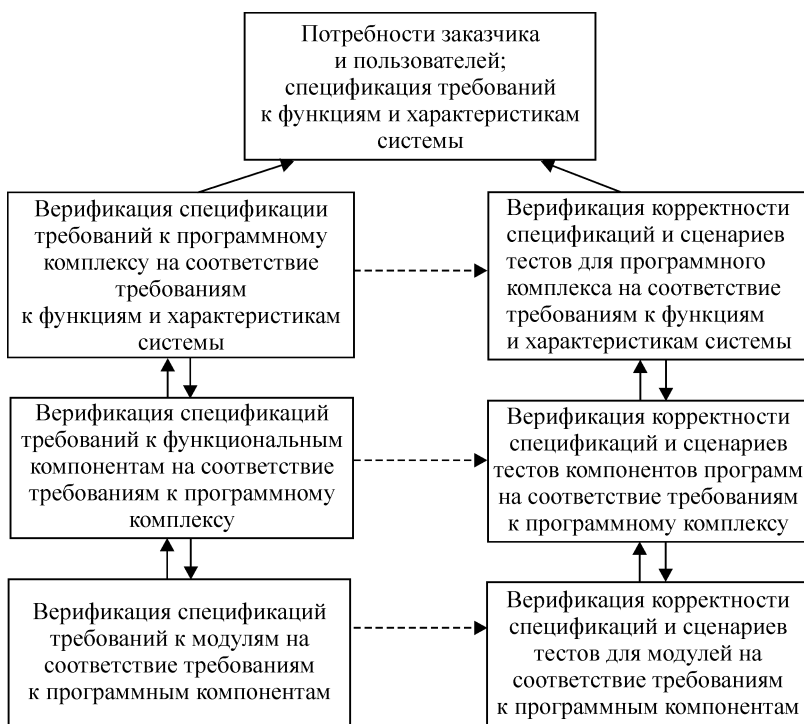 Потребности заказчика
и пользователей;
спецификация требований
к функциям и характеристикам
системы
Верификация спецификации
требований к программному
комплексу на соответствие
требованиям
к функциям и характеристикам
системы
Верификация корректности
спецификаций и сценариев
тестов для программного
комплекса на соответствие
требованиям к функциям
и характеристикам системы
Верификация спецификаций
требований к функциональным
компонентам на соответствие
требованиям к программному
комплексу
Верификация корректности
спецификаций и сценариев
тестов компонентов программ
на соответствие требованиям
к программному комплексу
Верификация спецификаций
требований к модулям на
соответствие требованиям
к программным компонентам
Верификация корректности
спецификаций и сценариев
тестов для модулей на
соответствие требованиям
к программным компонентам